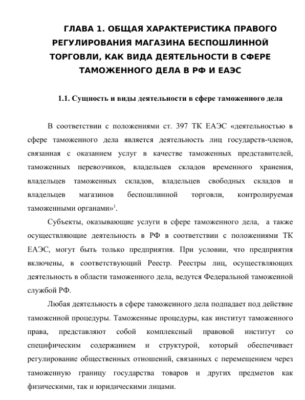 ГЛАВА 1. ОБЩАЯ ХАРАКТЕРИСТИКА ПРАВОГО
РЕГУЛИРОВАНИЯ МАГАЗИНА БЕСПОШЛИННОЙ
ТОРГОВЛИ, КАК ВИДА ДЕЯТЕЛЬНОСТИ В СФЕРЕ
ТАМОЖЕННОГО ДЕЛА В РФ И ЕАЭС
1.1. Сущность и виды деятельности в сфере таможенного дела
В соответствии с положениями ст. 397 ТК ЕАЭС «деятельностью в
сфере таможенного дела является деятельность лиц государств-членов,
связанная с оказанием услуг в качестве таможенных представителей,
таможенных перевозчиков, владельцев складов временного хранения,
владельцев таможенных складов, владельцев свободных складов и
владельцев магазинов беспошлинной торговли, контролируемая
таможенными органами»¹.
Субъекты, оказывающие услуги в сфере таможенного дела, а также
осуществляющие деятельность в РФ в соответствии с положениями ТК
ЕАЭС, могут быть только предприятия. При условии, что предприятия
включены, в соответствующий Реестр. Реестры лиц, осуществляющих
деятельность в области таможенного дела, ведутся Федеральной таможенной
службой РФ.
Любая деятельность в сфере таможенного дела подпадает под действие
таможенной процедуры. Таможенные процедуры, как институт таможенного
права, представляют собой комплексный правовой институт со
специфическим содержанием и структурой, который обеспечивает
регулирование общественных отношений, связанных с перемещением через
таможенную границу государства товаров и других предметов как
физическими, так и юридическими лицами.